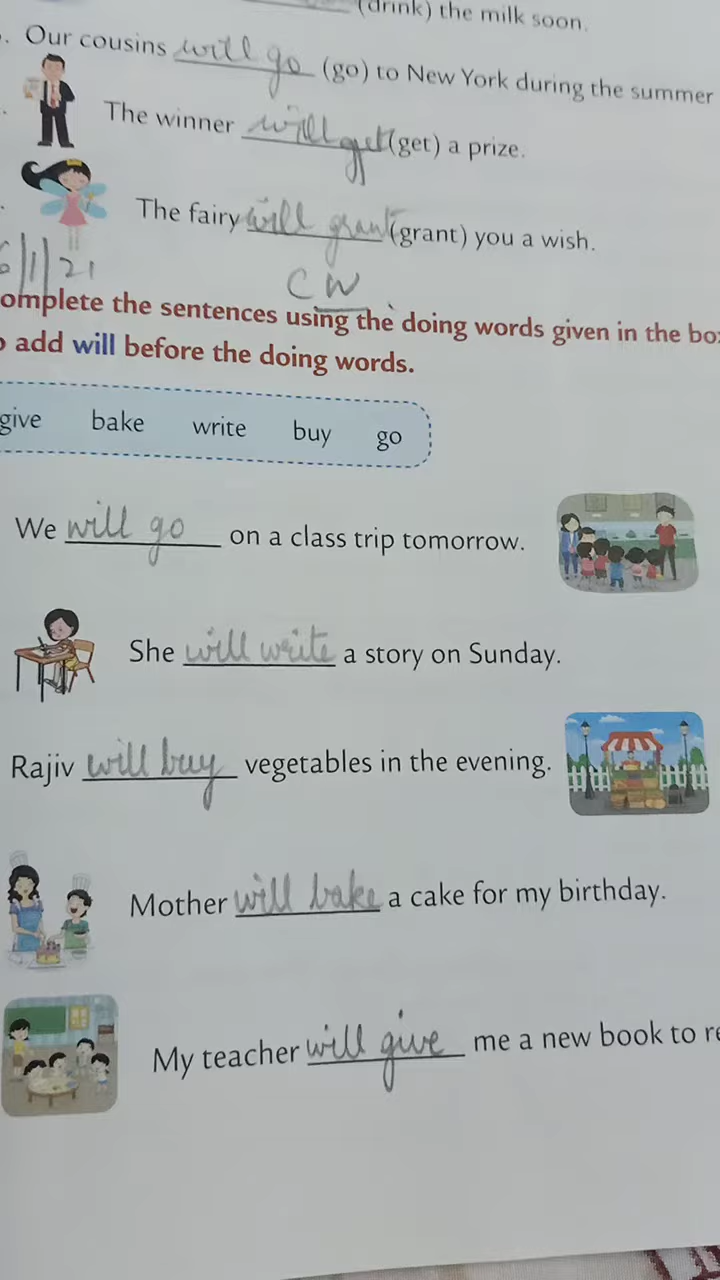 (drink) the milk soon.
. Our cousins will go (go) to New York during the summer
The winner will get (get) a prize.
The fairy will grant (grant) you a wish.
6/1/21
CW
omplete the sentences using the doing words given in the bo
o add will before the doing words.
give bake write buy go
We will go on a class trip tomorrow.
She will write a story on Sunday.
Rajiv will buy vegetables in the evening.
Mother will bake a cake for my birthday.
My teacher will give me a new book to re